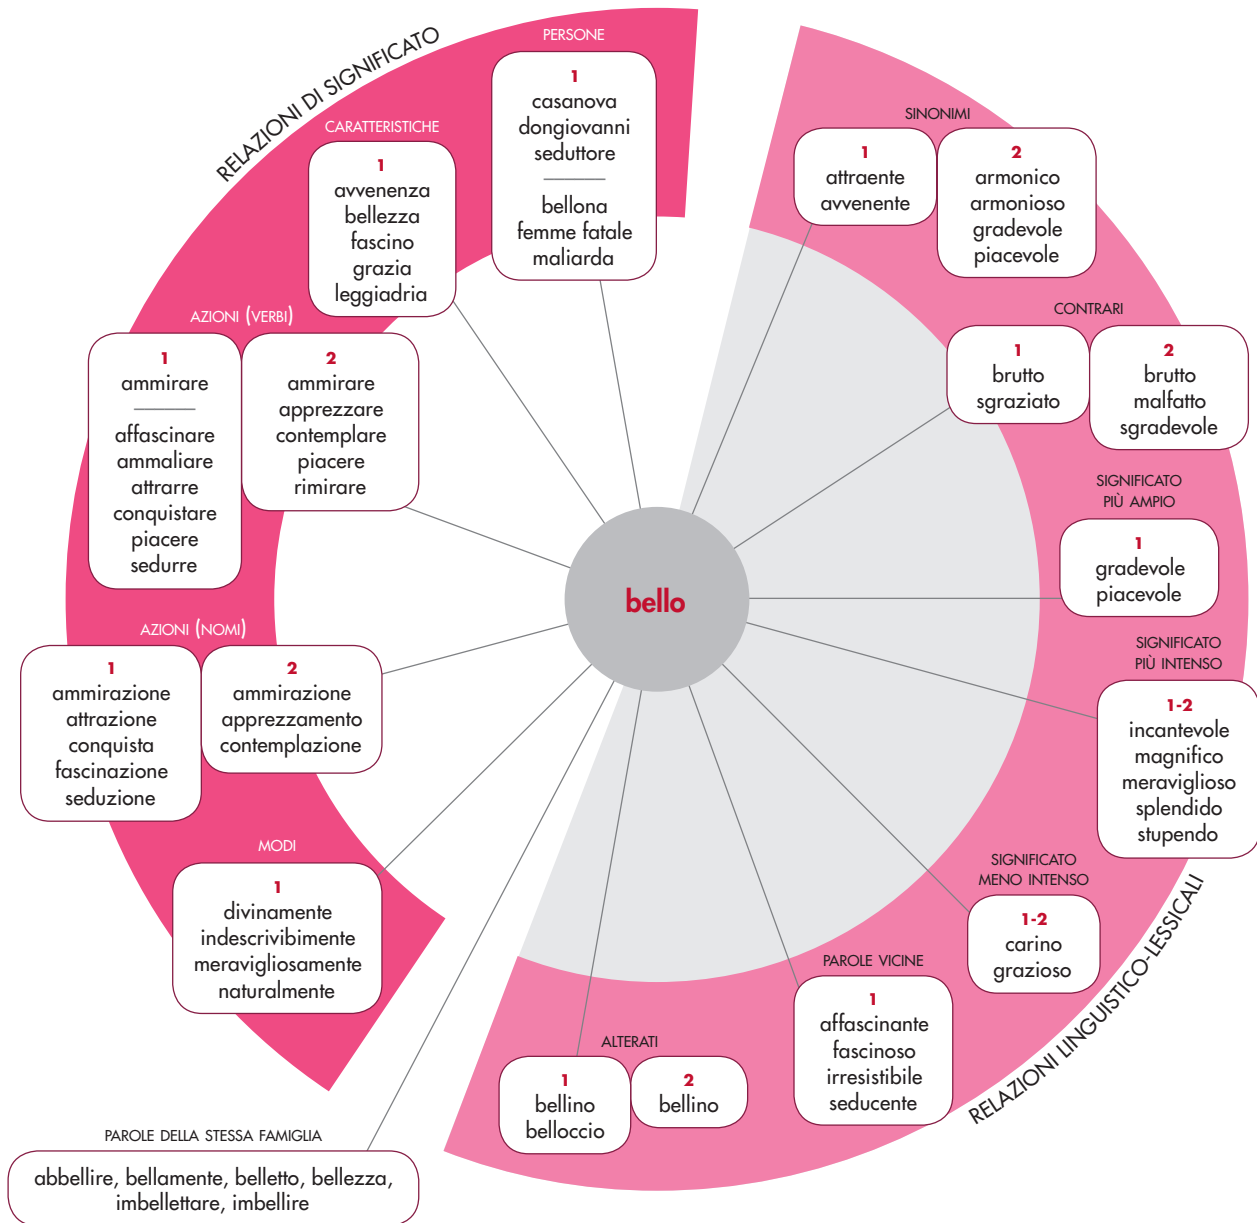 RELAZIONI DI SIGNIFICATO
PERSONE
1
casanova
dongiovanni
seduttore
bellona
femme fatale
maliarda
CARATTERISTICHE
1
avvenenza
bellezza
fascino
grazia
leggiadria
AZIONI (VERBI)
1
ammirare
affascinare
ammaliare
attrarre
conquistare
piacere
sedurre
2
ammirare
apprezzare
contemplare
piacere
rimirare
AZIONI (NOMI)
1
ammirazione
attrazione
conquista
fascinazione
seduzione
2
ammirazione
apprezzamento
contemplazione
MODI
1
divinamente
indescrivibimente
meravigliosamente
naturalmente
PAROLE DELLA STESSA FAMIGLIA
abbellire, bellamente, belletto, bellezza,
imbellettare, imbellire
bello
SINONIMI
1
attraente
avvenente
2
armonico
armonioso
gradevole
piacevole
CONTRARI
1
brutto
sgraziato
2
brutto
malfatto
sgradevole
SIGNIFICATO
PIÙ AMPIO
1
gradevole
piacevole
SIGNIFICATO
PIÙ INTENSO
1-2
incantevole
magnifico
meraviglioso
splendido
stupendo
SIGNIFICATO
MENO INTENSO
1-2
carino
grazioso
PAROLE VICINE
1
affascinante
fascinoso
irresistibile
seducente
ALTERATI
1
bellino
belloccio
2
bellino
RELAZIONI LINGUISTICO-LESSICALI